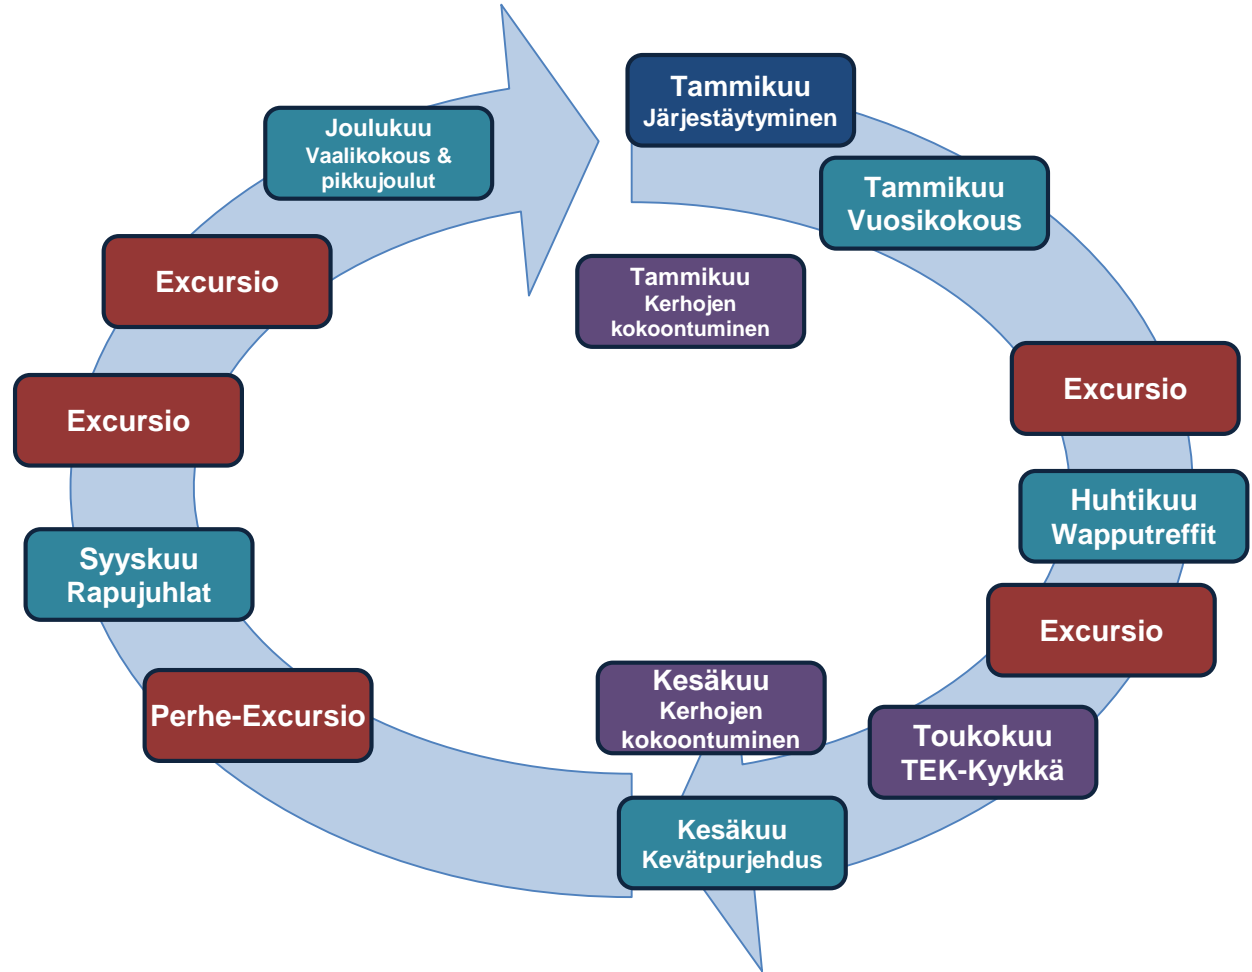 Tammikuu
Järjestäytyminen
Tammikuu
Vuosikokous
Tammikuu
Kerhojen
kokoontuminen
Excursio
Huhtikuu
Wapputreffit
Excursio
Toukokuu
TEK-Kyykkä
Kesäkuu
Kerhojen
kokoontuminen
Kesäkuu
Kevätpurjehdus
Perhe-Excursio
Syyskuu
Rapujuhlat
Excursio
Excursio
Joulukuu
Vaalikokous &
pikkujoulut